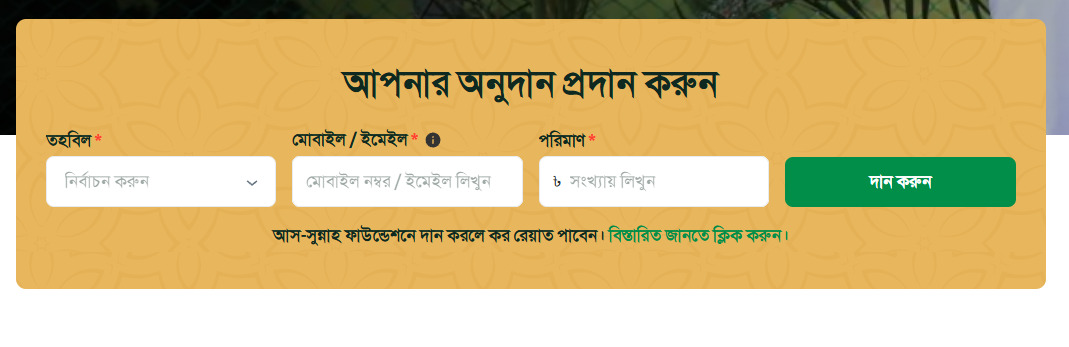 আপনার অনুদান প্রদান করুন
তহবিল * মোবাইল / ইমেইল * পরিমাণ *
নির্বাচন করুন মোবাইল নম্বর / ইমেইল লিখুন ৳ সংখ্যায় লিখুন দান করুন
আস-সুন্নাহ ফাউন্ডেশনে দান করলে কর রেয়াত পাবেন। বিস্তারিত জানতে ক্লিক করুন।